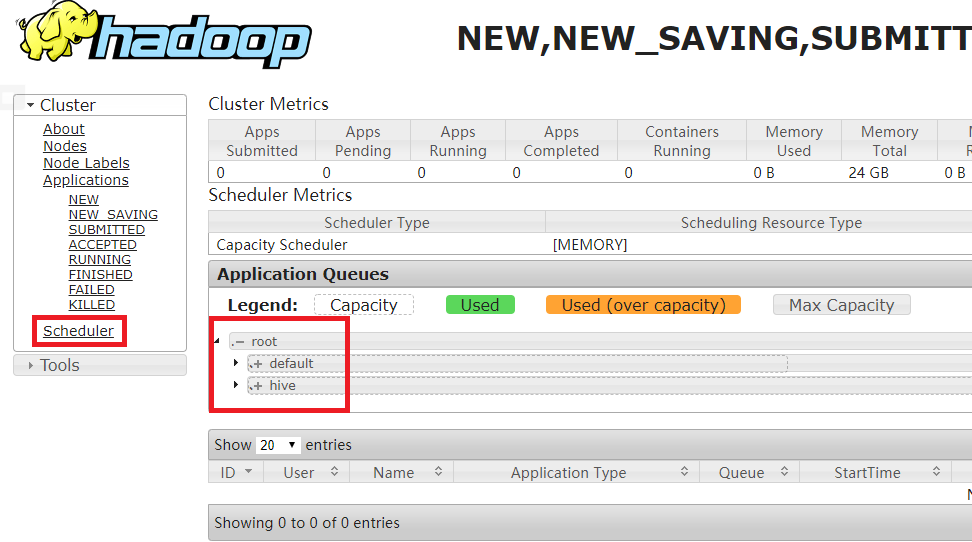 hadoop
NEW,NEW_SAVING,SUBMITT
Cluster
About
Nodes
Node Labels
Applications
NEW
NEW_SAVING
SUBMITTED
ACCEPTED
RUNNING
FINISHED
FAILED
KILLED
Scheduler
Tools
Cluster Metrics
Apps Submitted Apps Pending Apps Running Apps Completed Containers Running Memory Used Memory Total
0 0 0 0 0 0 B 24 GB 0 B
Scheduler Metrics
Scheduler Type Scheduling Resource Type
Capacity Scheduler [MEMORY]
Application Queues
Legend: Capacity Used Used (over capacity) Max Capacity
.− root
.+ default
.+ hive
Show 20 entries
ID User Name Application Type Queue StartTime
Showing 0 to 0 of 0 entries